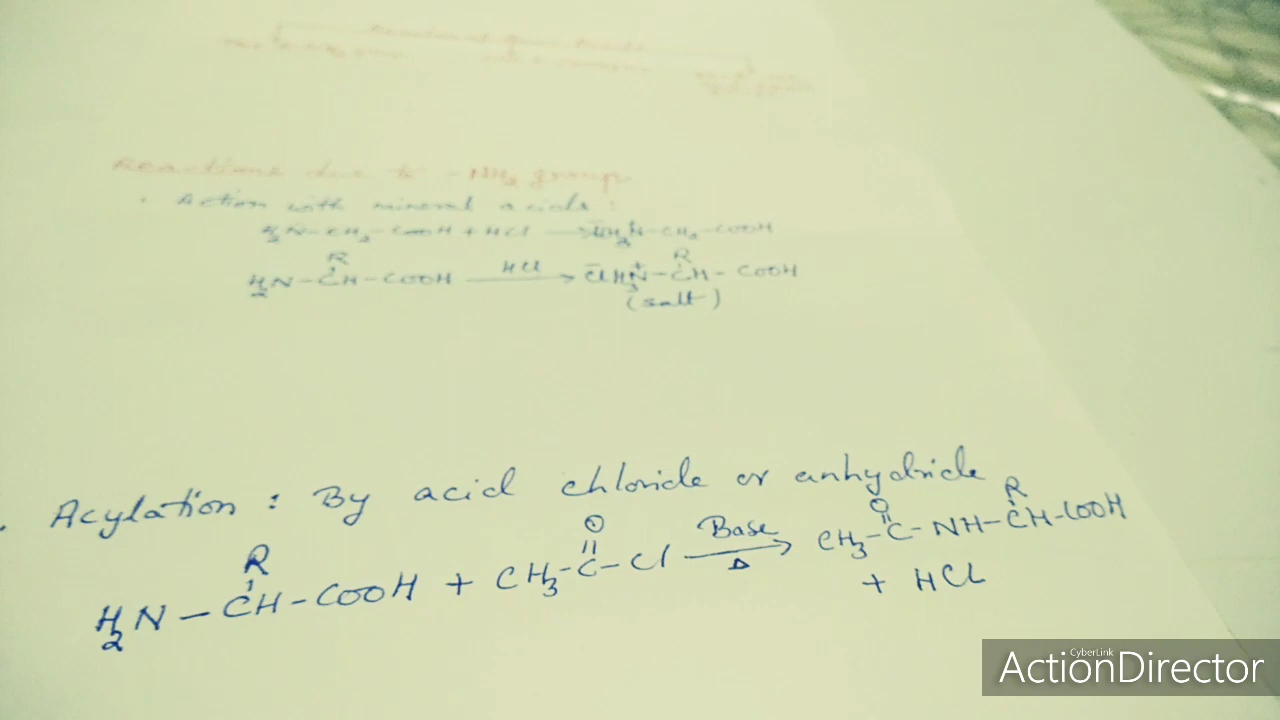 Reactions due to -NH2 group
. Action with mineral acids :
H2N-CH2-COOH + HCl → C̄lH3N⁺-CH2-COOH
R R
H2N-CH-COOH HCl → C̄lH3N⁺-CH-COOH
(salt)
. Acylation : By acid chloride or anhydride
R O Base O R
H2N-CH-COOH + CH3-C-Cl → CH3-C-NH-CH-COOH
Δ
+ HCl
CyberLink
ActionDirector